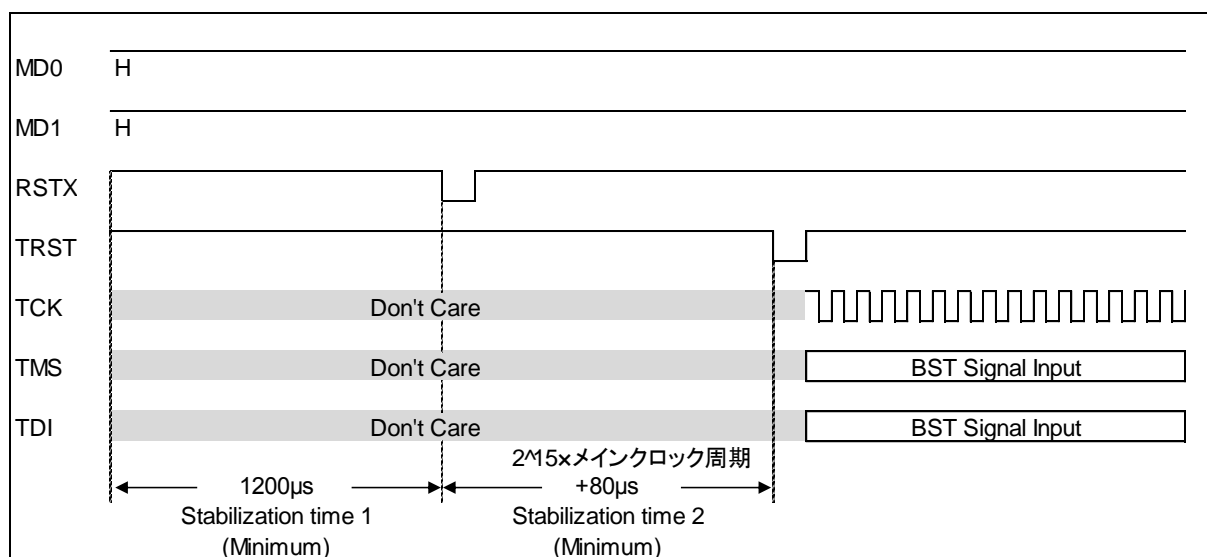 MD0 H
MD1 H
RSTX
TRST
TCK Don't Care
TMS Don't Care BST Signal Input
TDI Don't Care BST Signal Input
2^15×メインクロック周期
1200µs +80µs
Stabilization time 1 Stabilization time 2
(Minimum) (Minimum)